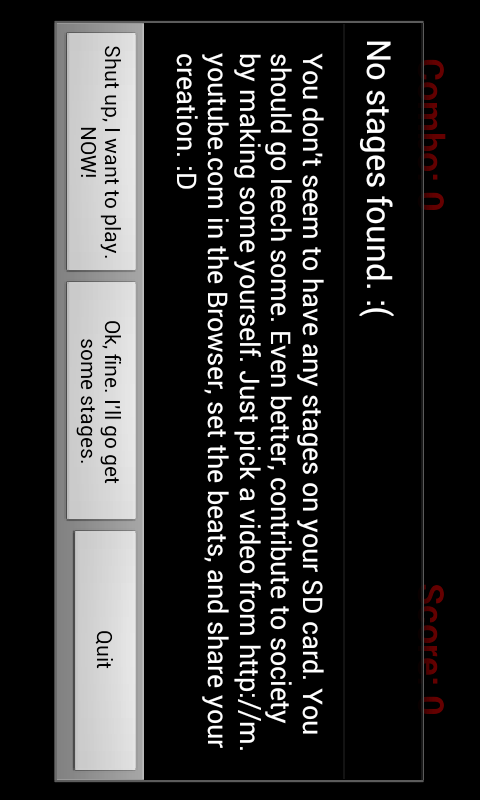 Combo: 0
Score: 0
No stages found. :(
You don't seem to have any stages on your SD card. You
should go leech some. Even better, contribute to society
by making some yourself. Just pick a video from http://m.
youtube.com in the Browser, set the beats, and share your
creation. :D
Shut up, I want to play.
NOW!
Ok, fine. I'll go get
some stages.
Quit